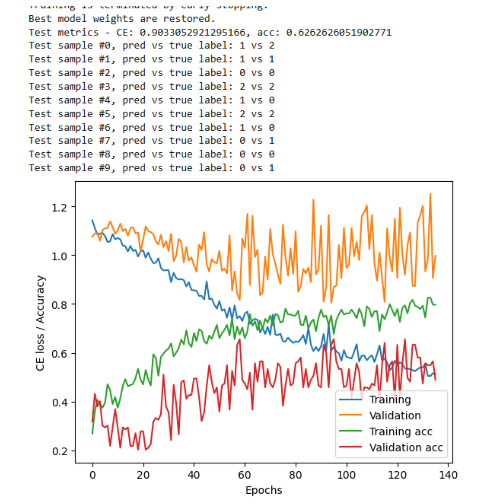 Training is terminated by early stopping.
Best model weights are restored.
Test metrics - CE: 0.9033052921295166, acc: 0.6262626051902771
Test sample #0, pred vs true label: 1 vs 2
Test sample #1, pred vs true label: 1 vs 1
Test sample #2, pred vs true label: 0 vs 0
Test sample #3, pred vs true label: 2 vs 2
Test sample #4, pred vs true label: 1 vs 0
Test sample #5, pred vs true label: 2 vs 2
Test sample #6, pred vs true label: 1 vs 0
Test sample #7, pred vs true label: 0 vs 1
Test sample #8, pred vs true label: 0 vs 0
Test sample #9, pred vs true label: 0 vs 1
CE loss / Accuracy
1.2
1.0
0.8
0.6
0.4
0.2
Training
Validation
Training acc
Validation acc
0 20 40 60 80 100 120 140
Epochs